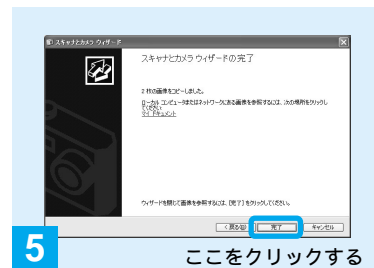 スキャナとカメラ ウィザード
スキャナとカメラ ウィザードの完了
2 枚の画像をコピーしました。
ローカル コンピュータまたはネットワークにある画像を参照するには、次の場所をクリックし
てください:
マイ ドキュメント
ウィザードを閉じて画像を参照するには、[完了] をクリックしてください。
< 戻る(B)
完了
キャンセル
5
ここをクリックする